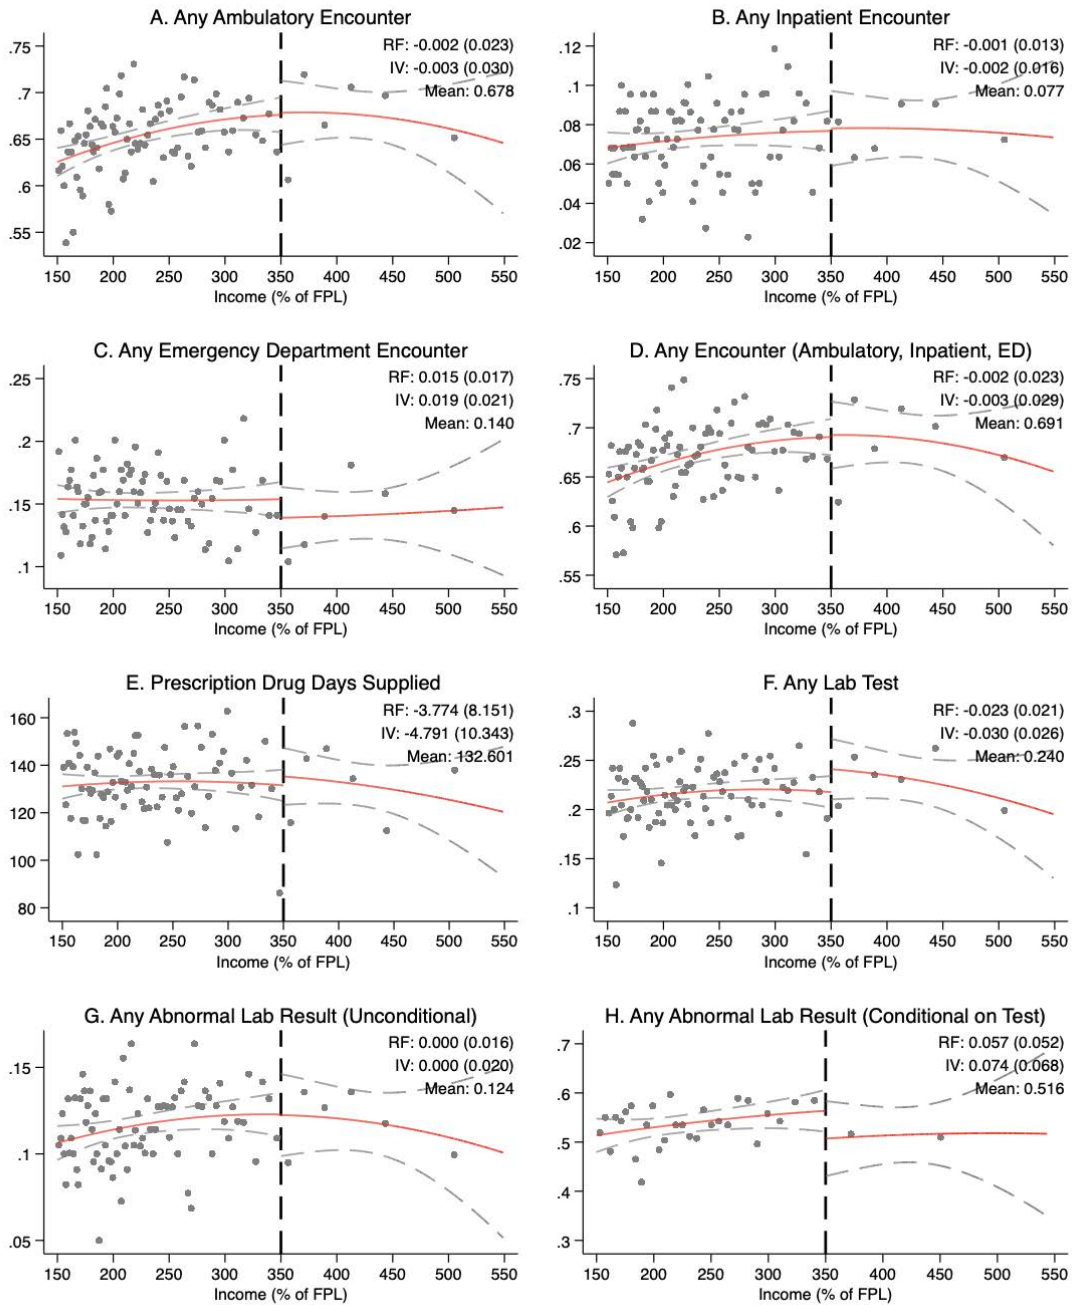 A. Any Ambulatory Encounter
RF: -0.002 (0.023)
IV: -0.003 (0.030)
Mean: 0.678
.75
.7
.65
.6
.55
150 200 250 300 350 400 450 500 550
Income (% of FPL)
B. Any Inpatient Encounter
RF: -0.001 (0.013)
IV: -0.002 (0.016)
Mean: 0.077
.12
.1
.08
.06
.04
.02
150 200 250 300 350 400 450 500 550
Income (% of FPL)
C. Any Emergency Department Encounter
RF: 0.015 (0.017)
IV: 0.019 (0.021)
Mean: 0.140
.25
.2
.15
.1
150 200 250 300 350 400 450 500 550
Income (% of FPL)
D. Any Encounter (Ambulatory, Inpatient, ED)
RF: -0.002 (0.023)
IV: -0.003 (0.029)
Mean: 0.691
.75
.7
.65
.6
.55
150 200 250 300 350 400 450 500 550
Income (% of FPL)
E. Prescription Drug Days Supplied
RF: -3.774 (8.151)
IV: -4.791 (10.343)
Mean: 132.601
160
140
120
100
80
150 200 250 300 350 400 450 500 550
Income (% of FPL)
F. Any Lab Test
RF: -0.023 (0.021)
IV: -0.030 (0.026)
Mean: 0.240
.3
.25
.2
.15
.1
150 200 250 300 350 400 450 500 550
Income (% of FPL)
G. Any Abnormal Lab Result (Unconditional)
RF: 0.000 (0.016)
IV: 0.000 (0.020)
Mean: 0.124
.15
.1
.05
150 200 250 300 350 400 450 500 550
Income (% of FPL)
H. Any Abnormal Lab Result (Conditional on Test)
RF: 0.057 (0.052)
IV: 0.074 (0.068)
Mean: 0.516
.7
.6
.5
.4
.3
150 200 250 300 350 400 450 500 550
Income (% of FPL)